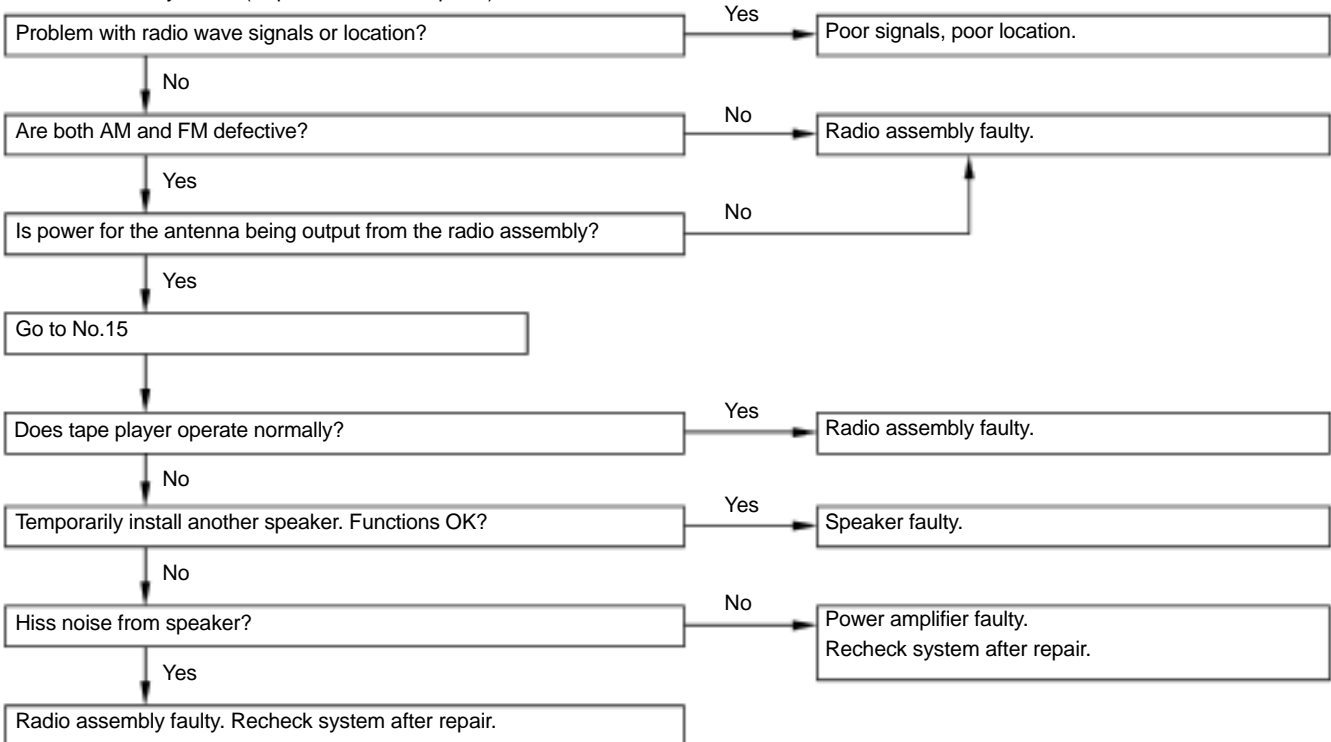 Problem with radio wave signals or location?
Yes
Poor signals, poor location.
No
Are both AM and FM defective?
No
Radio assembly faulty.
Yes
Is power for the antenna being output from the radio assembly?
No
Yes
Go to No.15
Does tape player operate normally?
Yes
Radio assembly faulty.
No
Temporarily install another speaker. Functions OK?
Yes
Speaker faulty.
No
Hiss noise from speaker?
No
Power amplifier faulty.
Recheck system after repair.
Yes
Radio assembly faulty. Recheck system after repair.